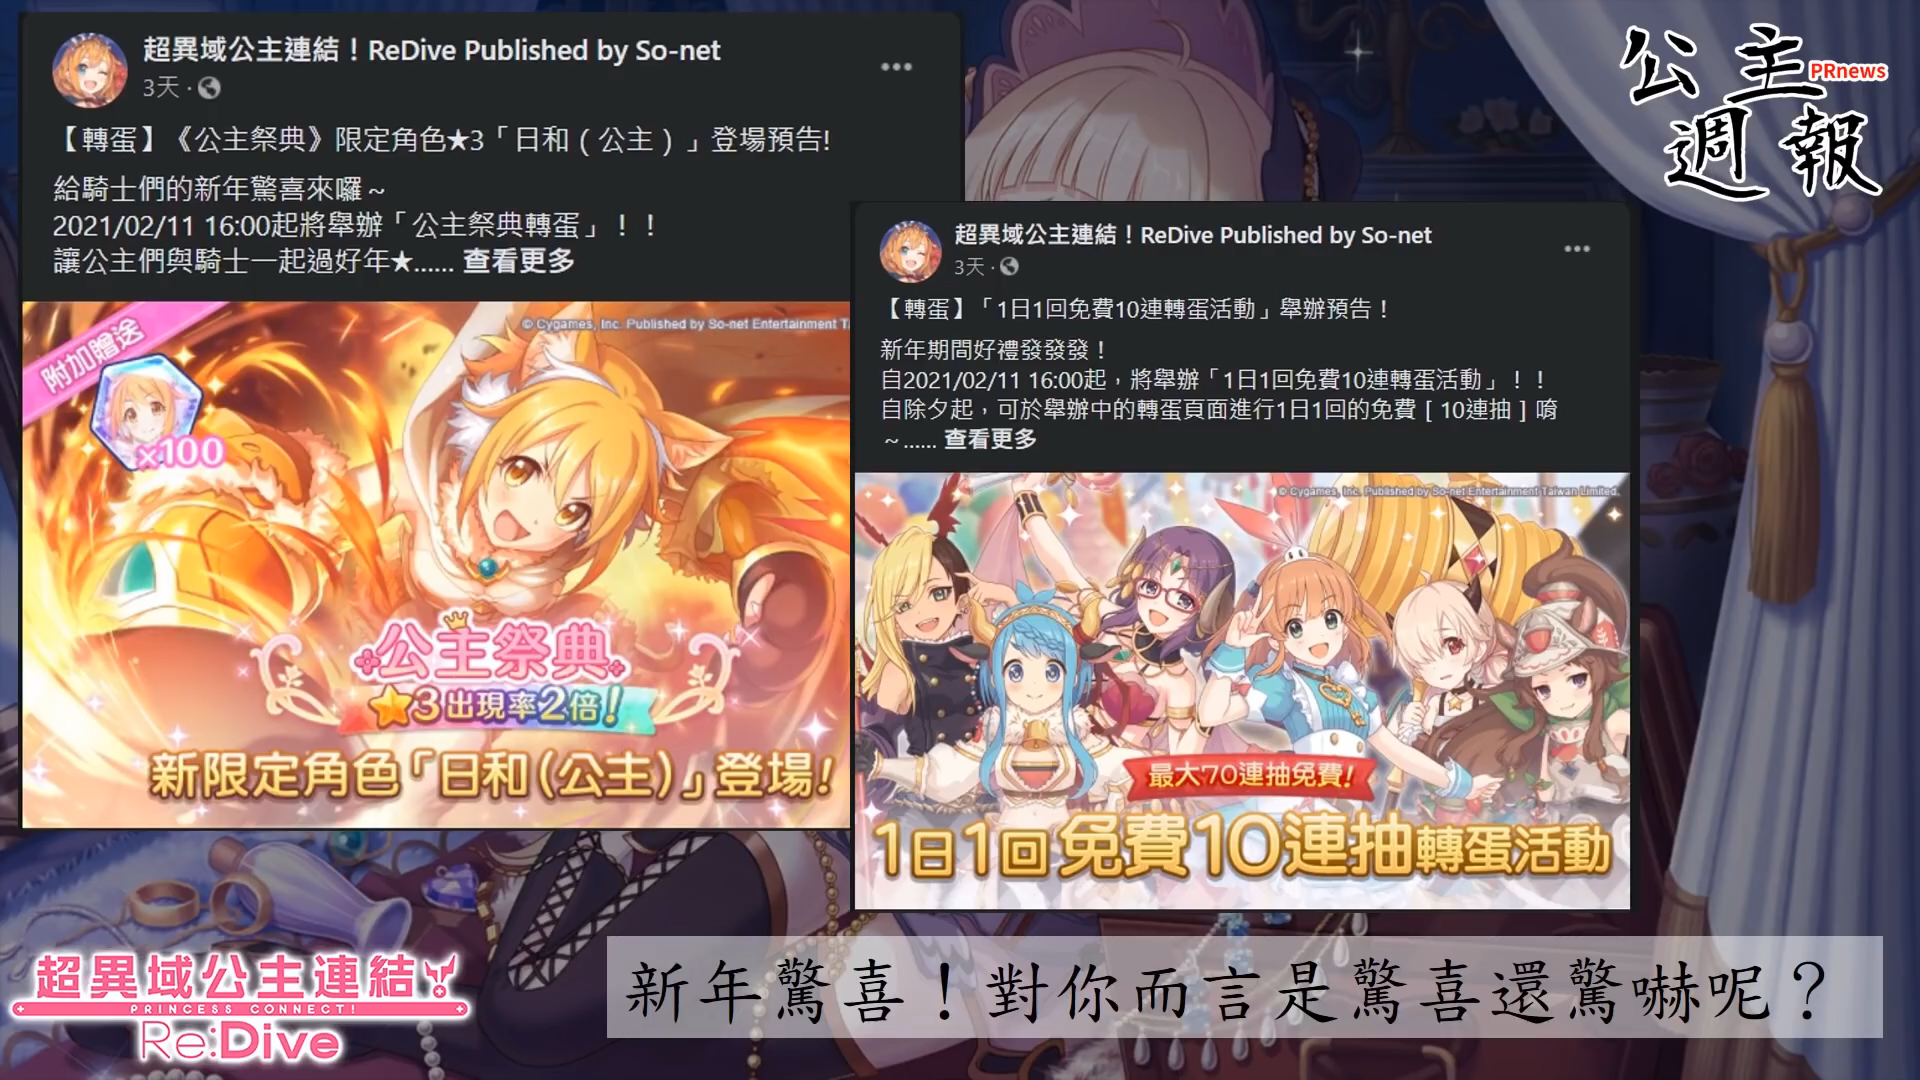 超異域公主連結！ReDive Published by So-net
3天 ·
【轉蛋】《公主祭典》限定角色★3「日和（公主）」登場預告!
給騎士們的新年驚喜來囉～
2021/02/11 16:00起將舉辦「公主祭典轉蛋」！！
讓公主們與騎士一起過好年★...... 查看更多
© Cygames, Inc. Published by So-net Entertainment T
附加贈送
×100
公主祭典
★3出現率2倍!
新限定角色「日和(公主)」登場!
公主週報
PRnews
超異域公主連結！ReDive Published by So-net
3天 ·
【轉蛋】「1日1回免費10連轉蛋活動」舉辦預告！
新年期間好禮發發發！
自2021/02/11 16:00起，將舉辦「1日1回免費10連轉蛋活動」！！
自除夕起，可於舉辦中的轉蛋頁面進行1日1回的免費［10連抽］唷
～...... 查看更多
© Cygames, Inc. Published by So-net Entertainment Taiwan Limited.
最大70連抽免費!
1日1回免費10連抽轉蛋活動
超異域公主連結!
PRINCESS CONNECT!
Re:Dive
新年驚喜！對你而言是驚喜還驚嚇呢？